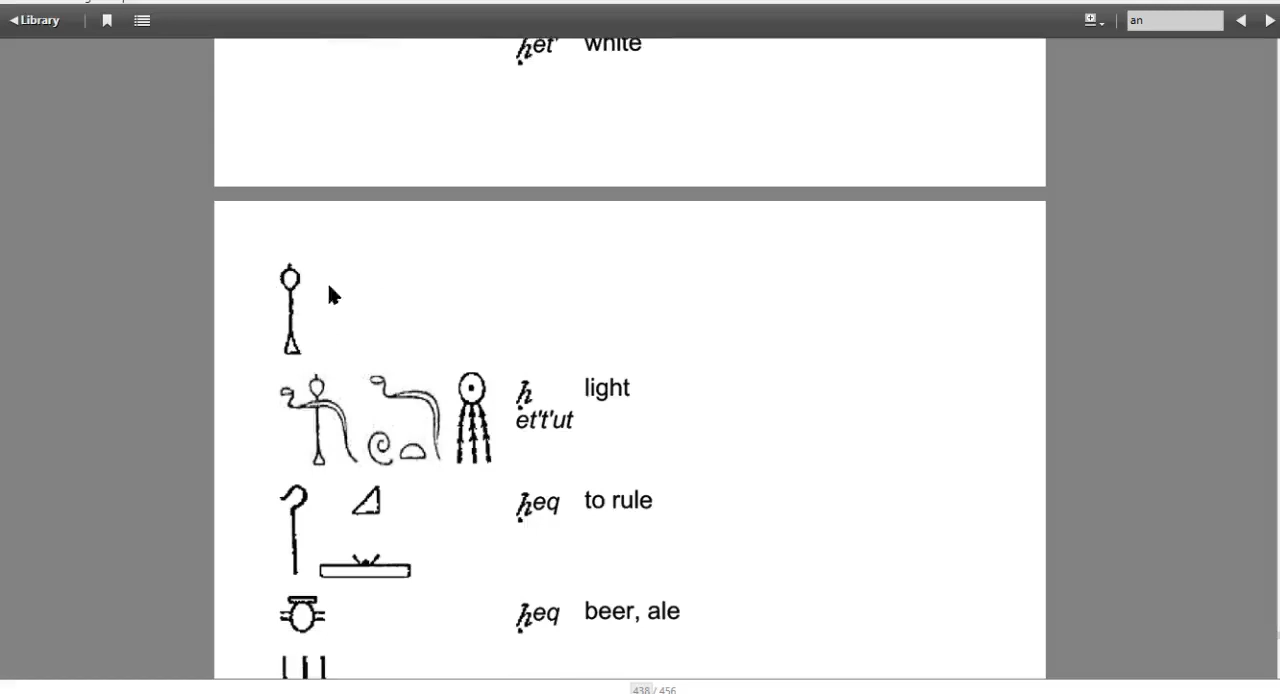 Library
an
ḥet' white
ḥ light
et't'ut
ḥeq to rule
ḥeq beer, ale
438 / 456